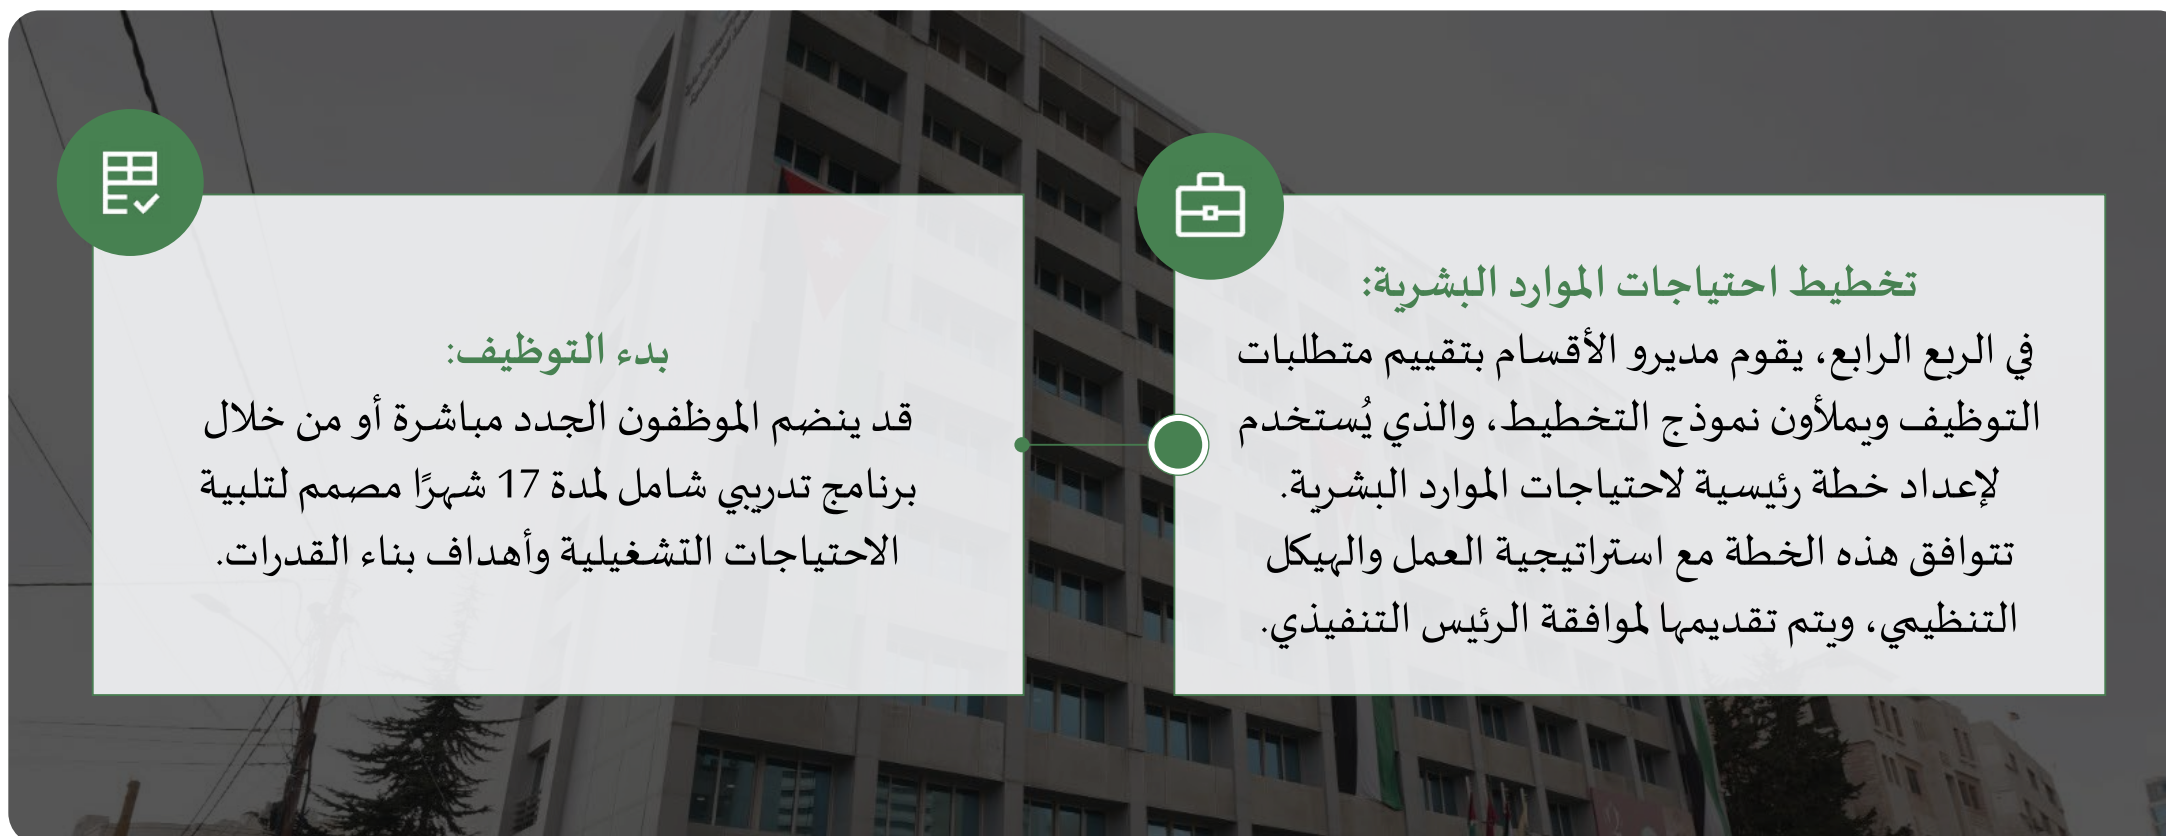 تخطيط احتياجات الموارد البشرية:
في الربع الرابع، يقوم مديرو الأقسام بتقييم متطلبات
التوظيف ويملأون نموذج التخطيط، والذي يُستخدم
لإعداد خطة رئيسية لاحتياجات الموارد البشرية.
تتوافق هذه الخطة مع استراتيجية العمل والهيكل
التنظيمي، ويتم تقديمها لموافقة الرئيس التنفيذي.
بدء التوظيف:
قد ينضم الموظفون الجدد مباشرة أو من خلال
برنامج تدريبي شامل لمدة 17 شهرًا مصمم لتلبية
الاحتياجات التشغيلية وأهداف بناء القدرات.